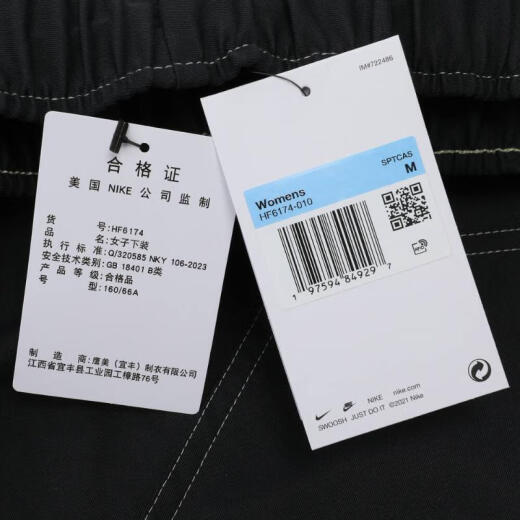 合格证
美国 NIKE 公司监制
货 号:HF6174
品 名:女子下装
执行标准:Q/320585 NKY 106-2023
安全技术类别:GB 18401 B类
产品等级:合格品
号 型:160/66A
制造商:鹰美(宜丰)制衣有限公司
江西省宜丰县工业园工樟路76号
IM#722486
SPTCAS
Womens M
HF6174-010
1 97594 84929 7
NIKE nike.com
SWOOSH JUST DO IT ©2021 Nike